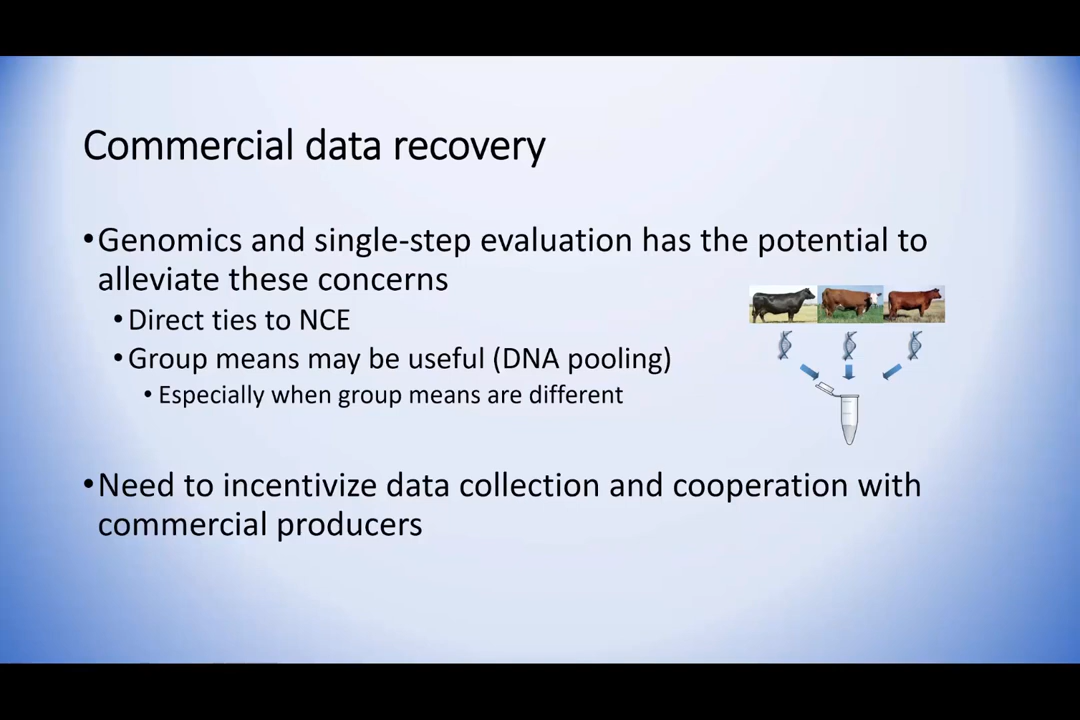 Commercial data recovery
•Genomics and single-step evaluation has the potential to
alleviate these concerns
•Direct ties to NCE
•Group means may be useful (DNA pooling)
•Especially when group means are different
•Need to incentivize data collection and cooperation with
commercial producers